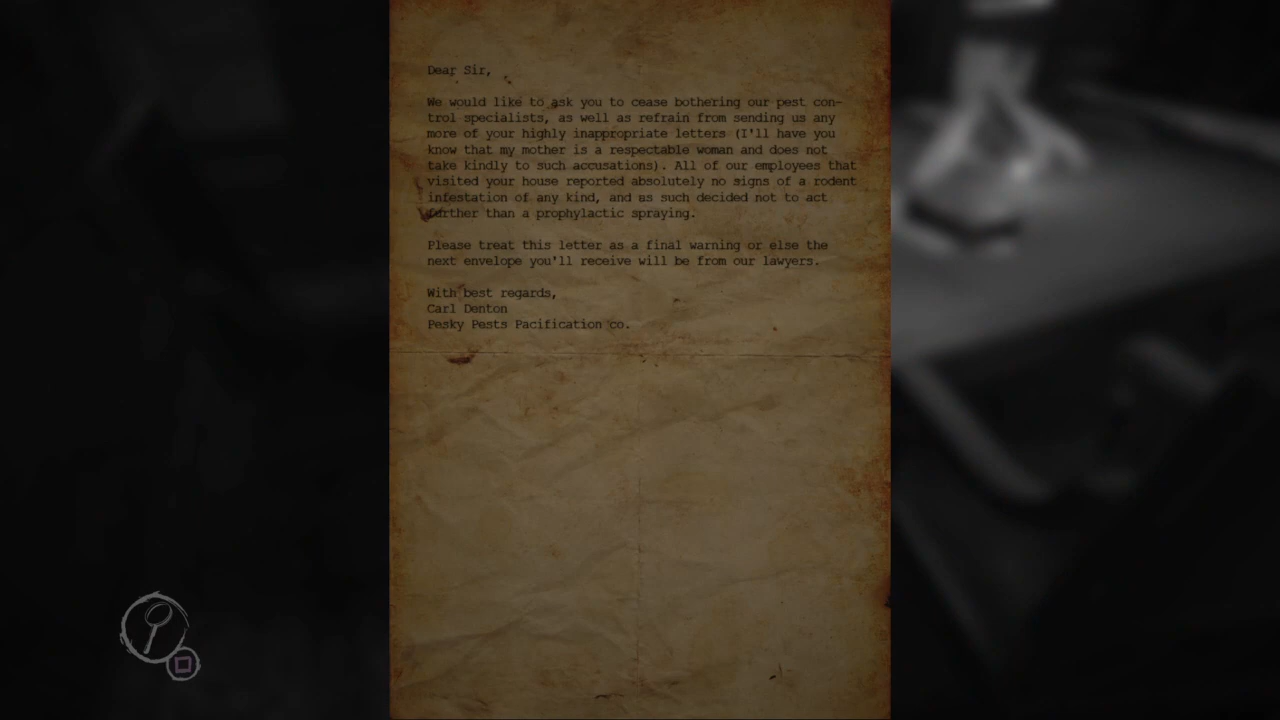 Dear Sir,
We would like to ask you to cease bothering our pest con-
trol specialists, as well as refrain from sending us any
more of your highly inappropriate letters (I'll have you
know that my mother is a respectable woman and does not
take kindly to such accusations). All of our employees that
visited your house reported absolutely no signs of a rodent
infestation of any kind, and as such decided not to act
further than a prophylactic spraying.
Please treat this letter as a final warning or else the
next envelope you'll receive will be from our lawyers.
With best regards,
Carl Denton
Pesky Pests Pacification co.